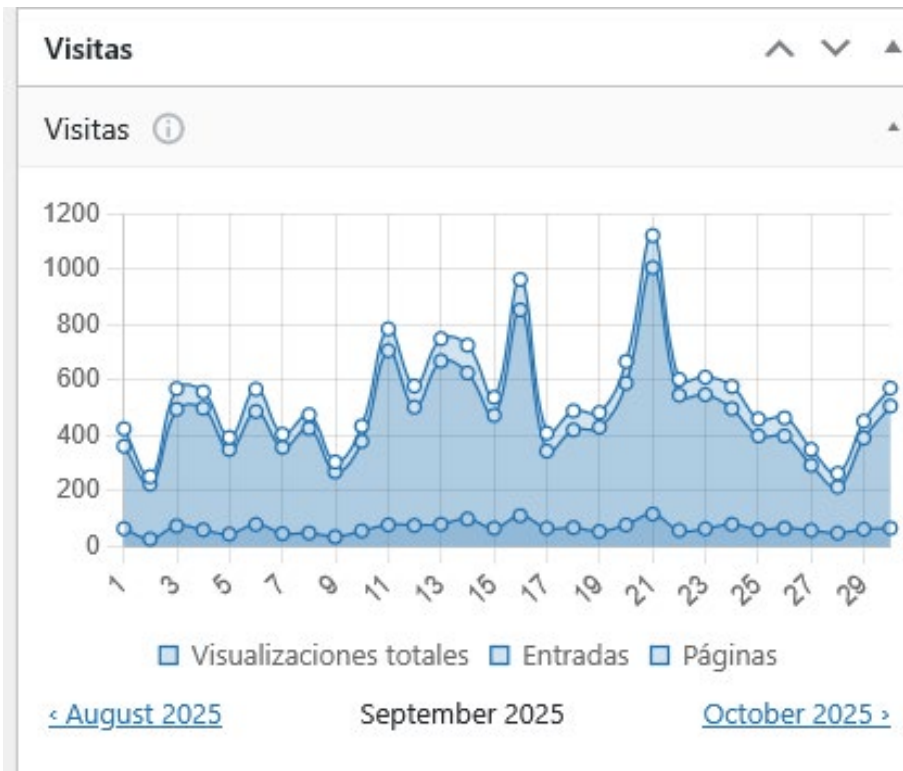 Visitas
Visitas
1200
1000
800
600
400
200
0
1 3 5 7 9 11 13 15 17 19 21 23 25 27 29
Visualizaciones totales Entradas Páginas
‹ August 2025 September 2025 October 2025 ›